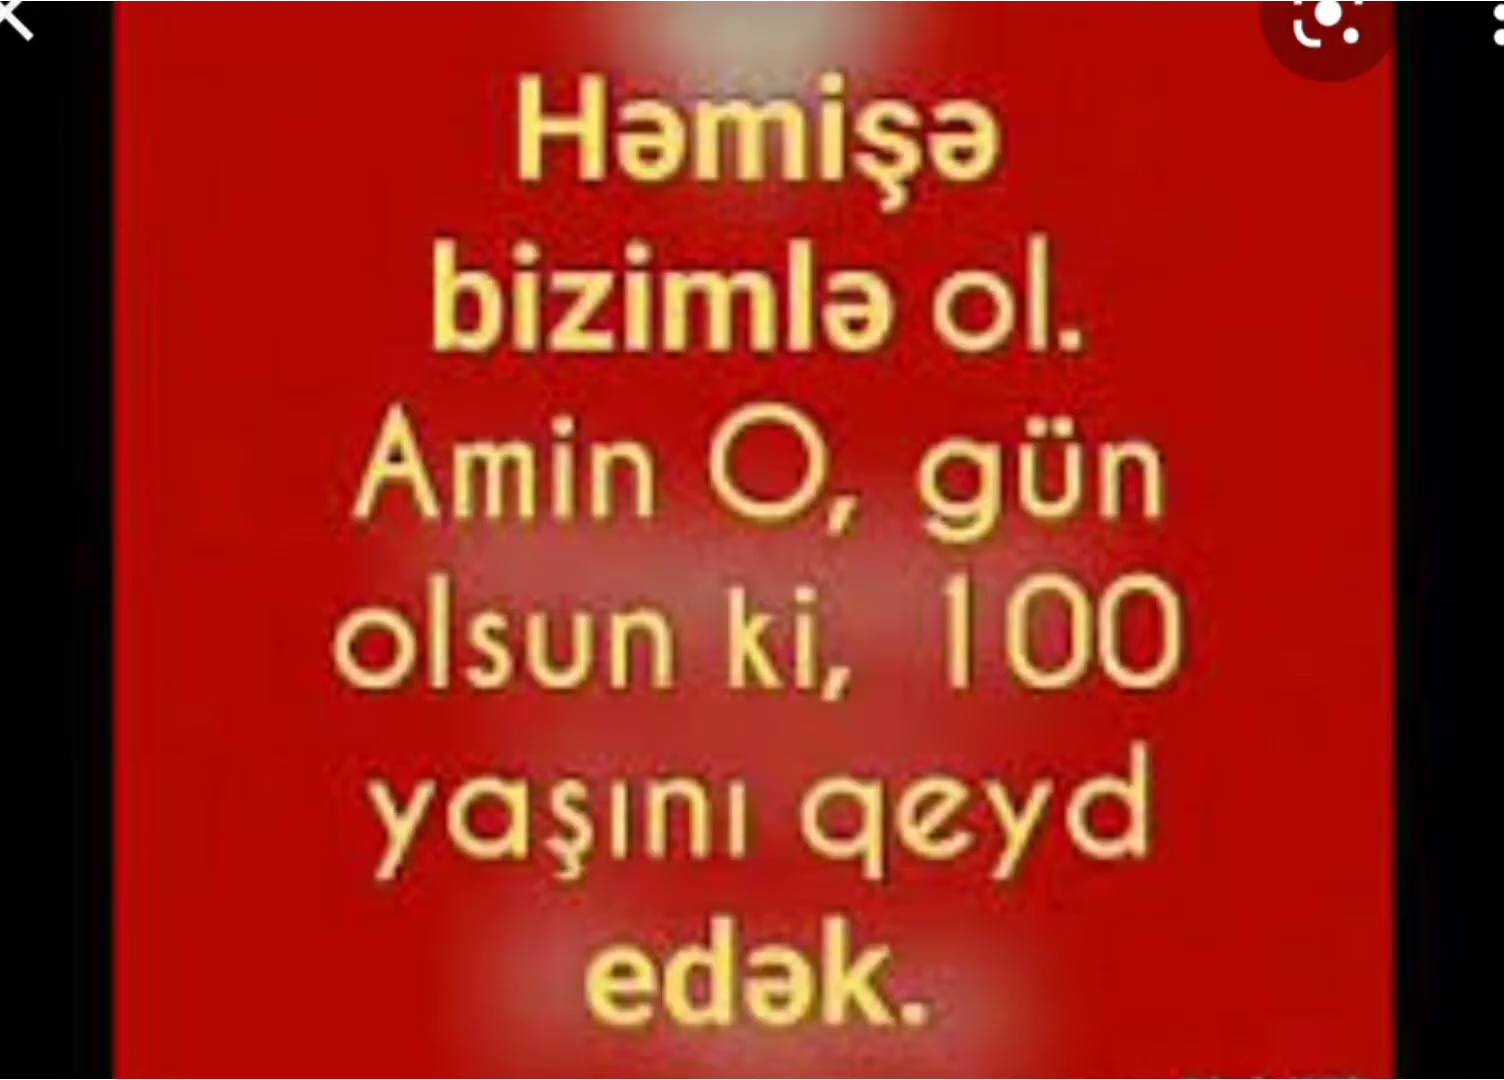 Həmişə
bizimlə ol.
Amin O, gün
olsun ki, 100
yaşını qeyd
edək.